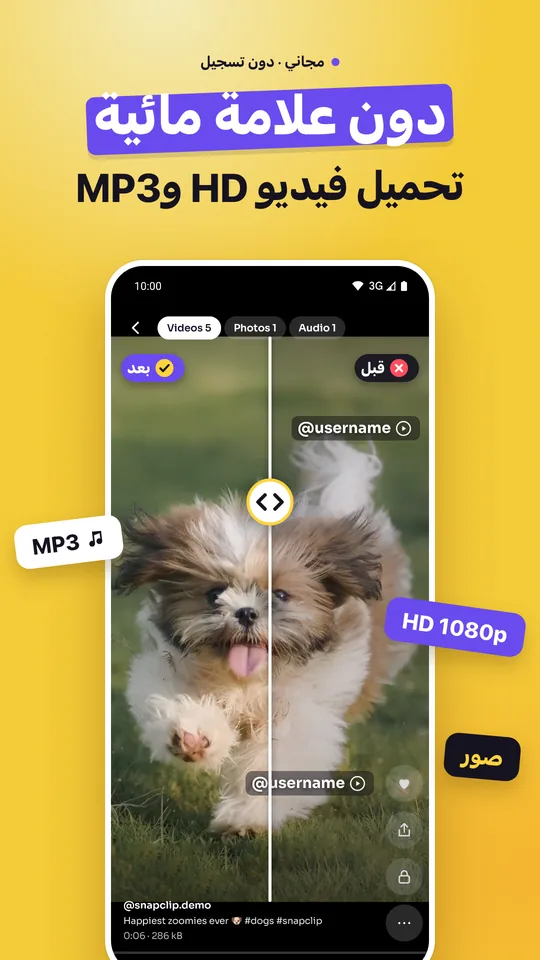 مجاني · دون تسجيل
دون علامة مائية
تحميل فيديو HD وMP3
10:00
3G
Videos 5
Photos 1
Audio 1
قبل
بعد
@username
MP3
HD 1080p
صور
@username
@snapclip.demo
Happiest zoomies ever 🐶 #dogs #snapclip
0:06 · 286 kB